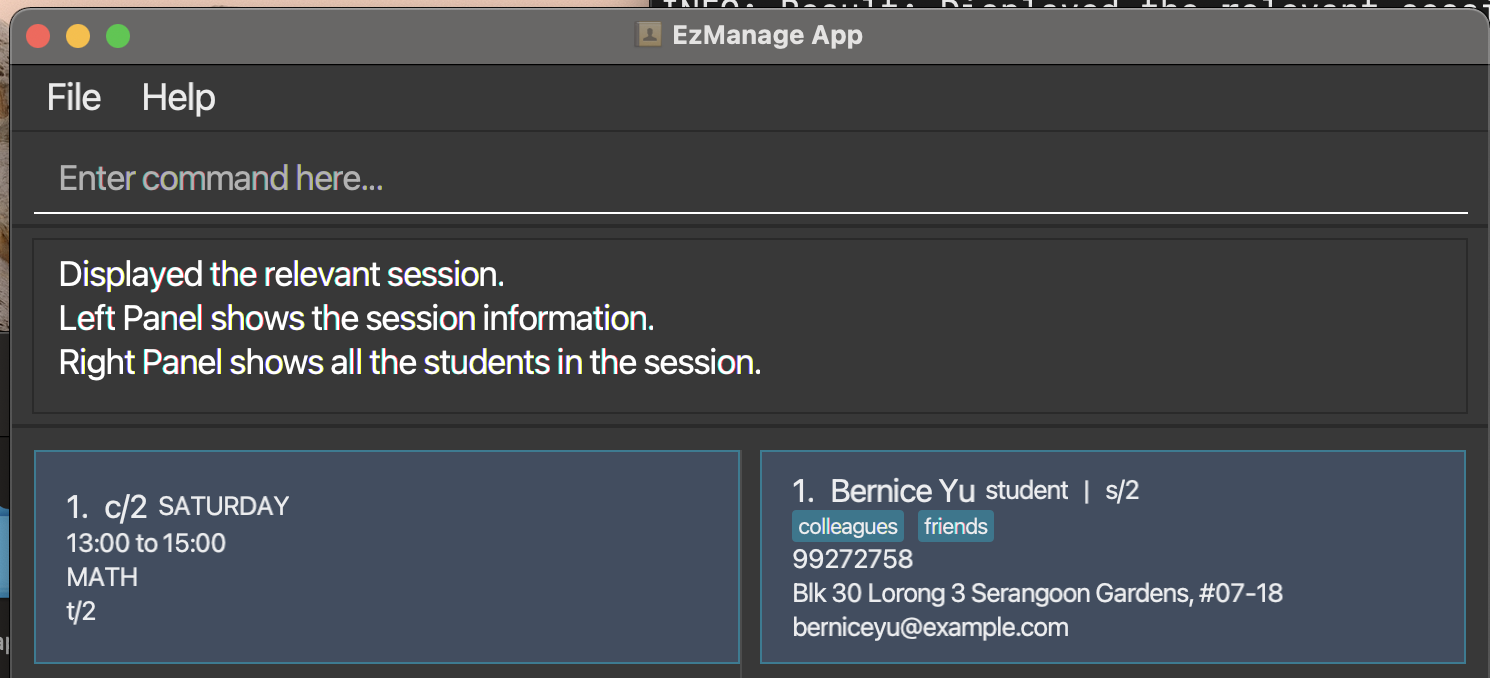 INFO: Result: Displayed the relevant sessi
EzManage App
File Help
Enter command here...
Displayed the relevant session.
Left Panel shows the session information.
Right Panel shows all the students in the session.
1. c/2 SATURDAY
13:00 to 15:00
MATH
t/2
1. Bernice Yu student | s/2
colleagues friends
99272758
Blk 30 Lorong 3 Serangoon Gardens, #07-18
berniceyu@example.com